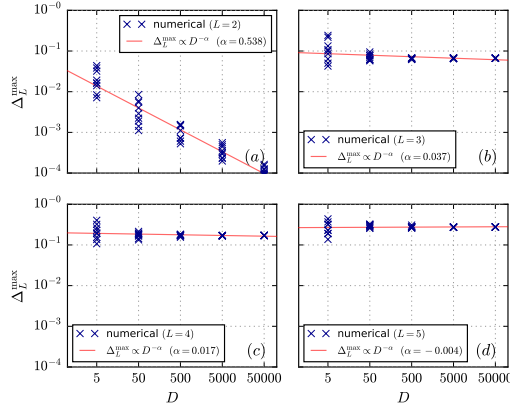 10⁻⁰
10⁻¹
10⁻²
10⁻³
10⁻⁴
Δ_L^max
numerical (L=2)
Δ_L^max ∝ D^−α (α=0.538)
(a)
numerical (L=3)
Δ_L^max ∝ D^−α (α=0.037)
(b)
10⁻⁰
10⁻¹
10⁻²
10⁻³
10⁻⁴
Δ_L^max
numerical (L=4)
Δ_L^max ∝ D^−α (α=0.017)
(c)
5 50 500 5000 50000
D
numerical (L=5)
Δ_L^max ∝ D^−α (α=−0.004)
(d)
5 50 500 5000 50000
D